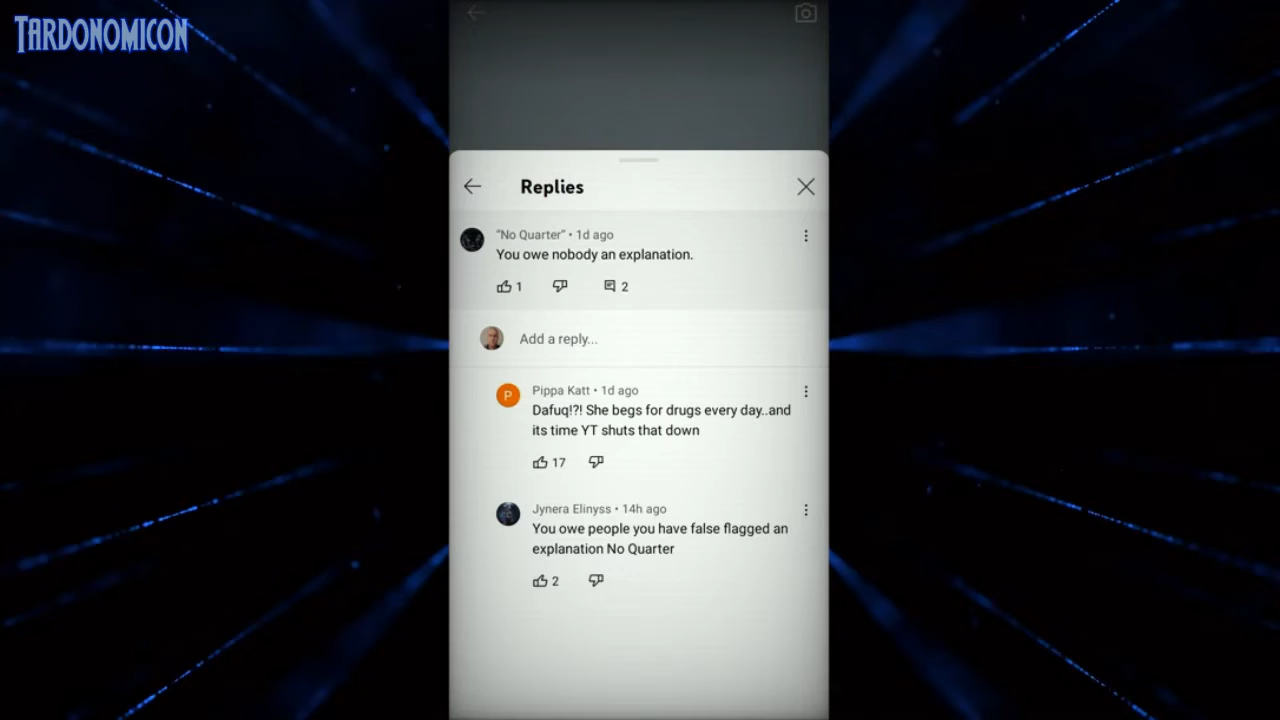 TARDONOMICON
Replies
"No Quarter" • 1d ago
You owe nobody an explanation.
1
2
Add a reply...
P
Pippa Katt • 1d ago
Dafuq!?! She begs for drugs every day..and
its time YT shuts that down
17
Jynera Elinyss • 14h ago
You owe people you have false flagged an
explanation No Quarter
2